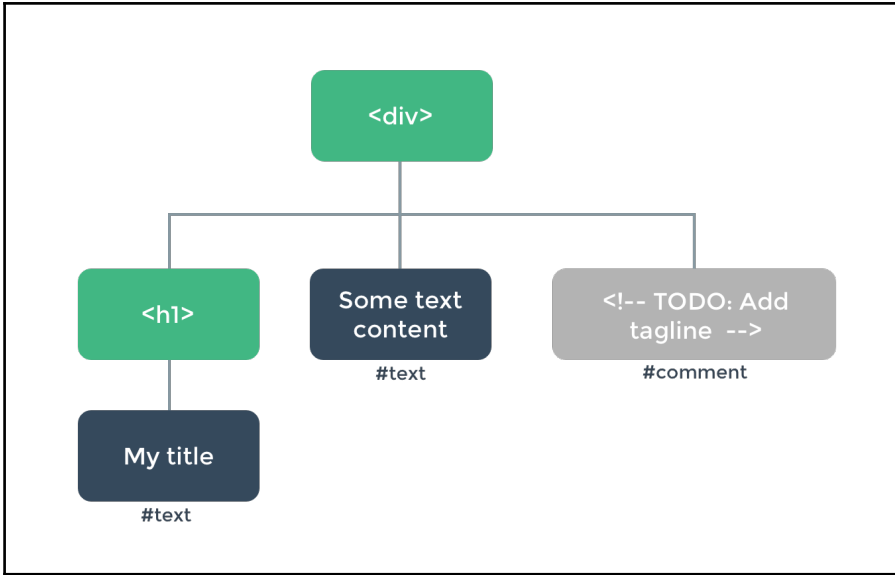 <div>
<h1>
Some text
content
<!-- TODO: Add
tagline -->
#text
#comment
My title
#text